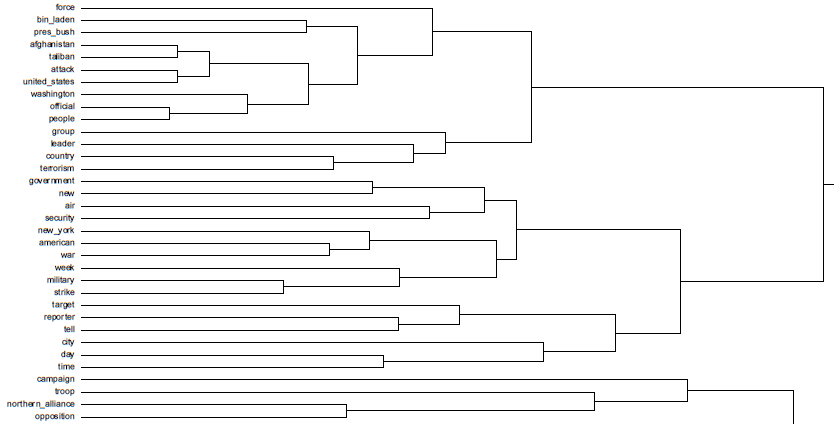 force
bin_laden
pres_bush
afghanistan
taliban
attack
united_states
washington
official
people
group
leader
country
terrorism
government
new
air
security
new_york
american
war
week
military
strike
target
reporter
tell
city
day
time
campaign
troop
northern_alliance
opposition